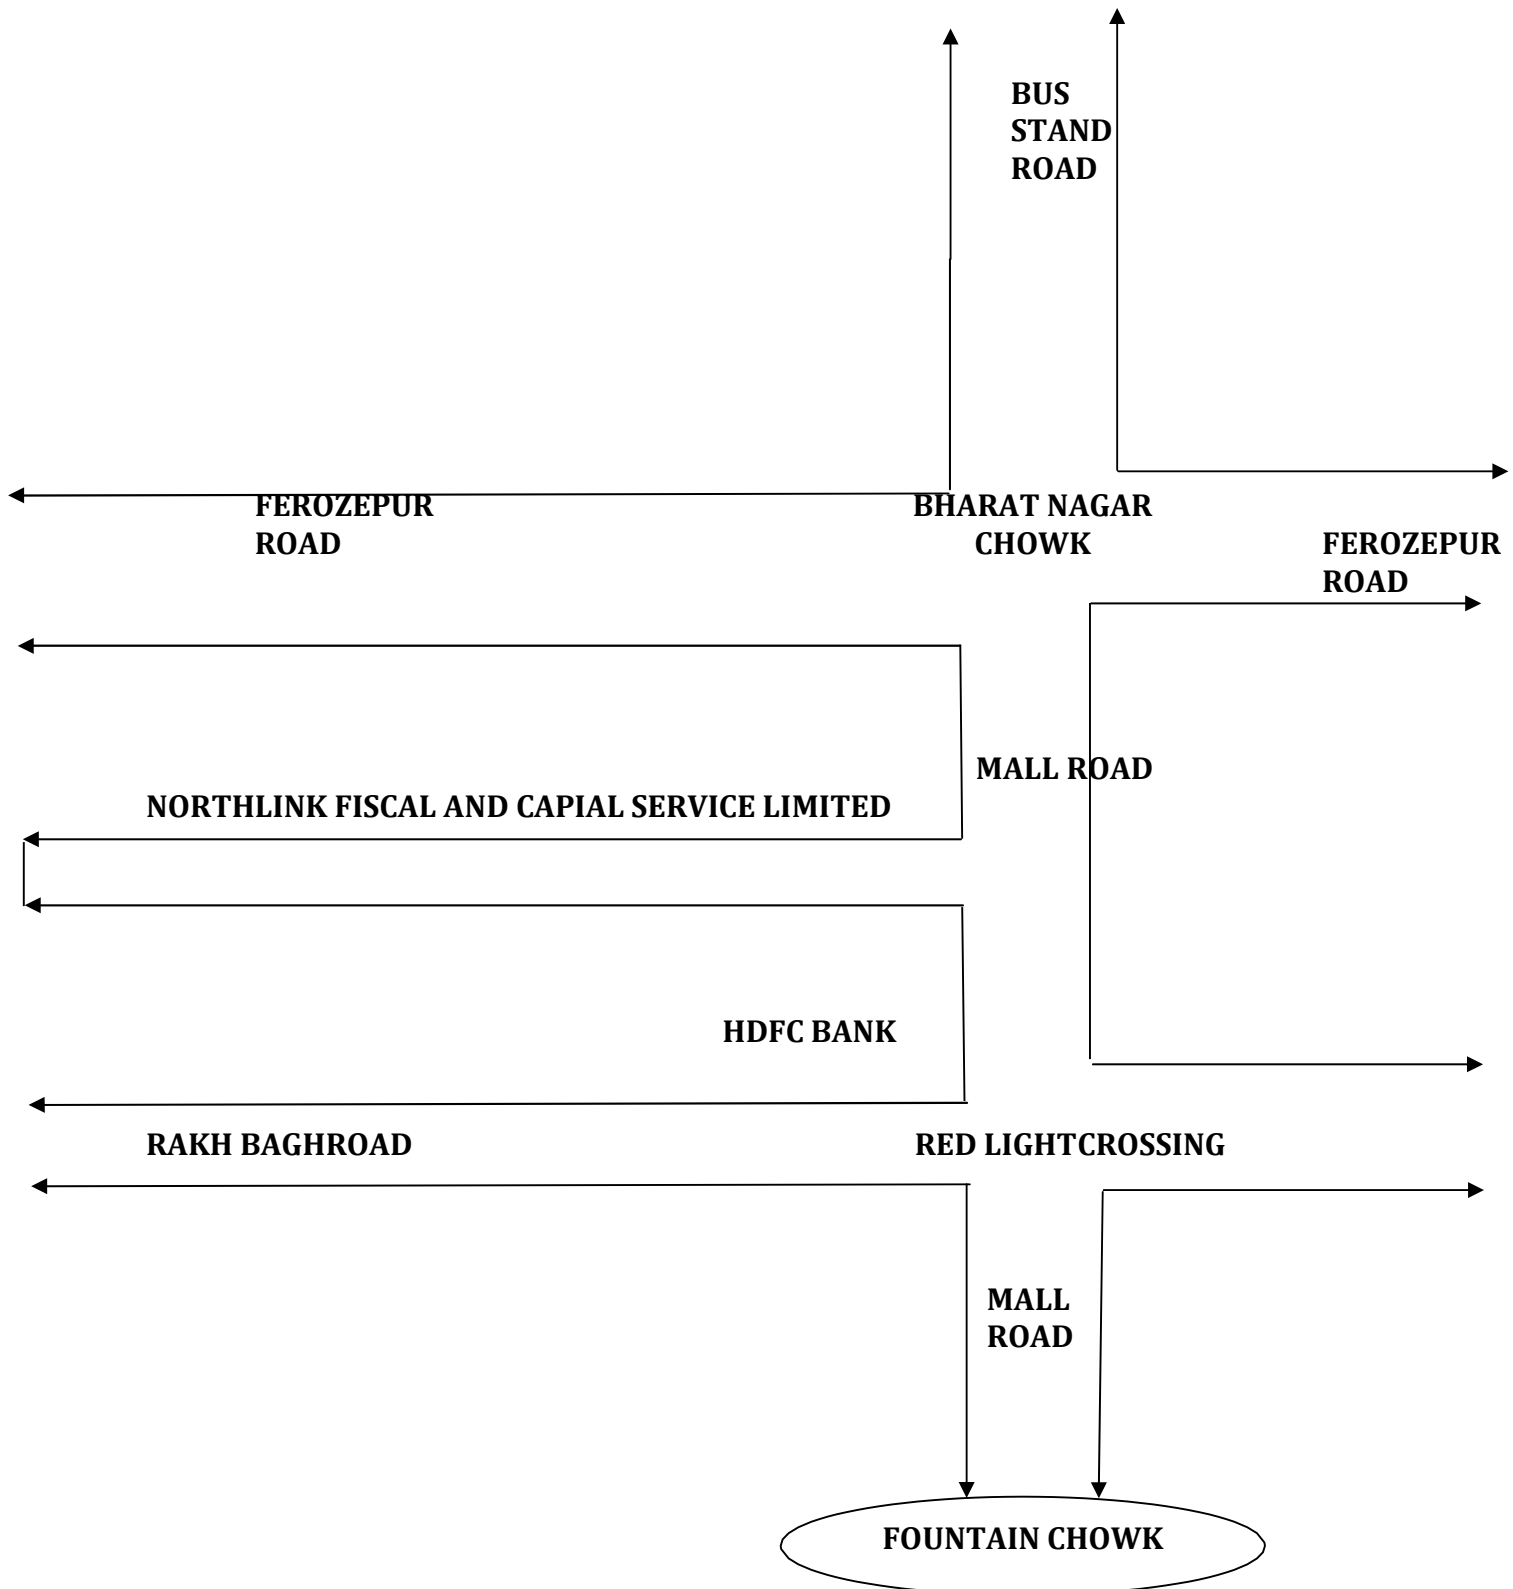 BUS
STAND
ROAD
FEROZEPUR
ROAD
BHARAT NAGAR
CHOWK
FEROZEPUR
ROAD
MALL ROAD
NORTHLINK FISCAL AND CAPIAL SERVICE LIMITED
HDFC BANK
RAKH BAGHROAD
RED LIGHTCROSSING
MALL
ROAD
FOUNTAIN CHOWK